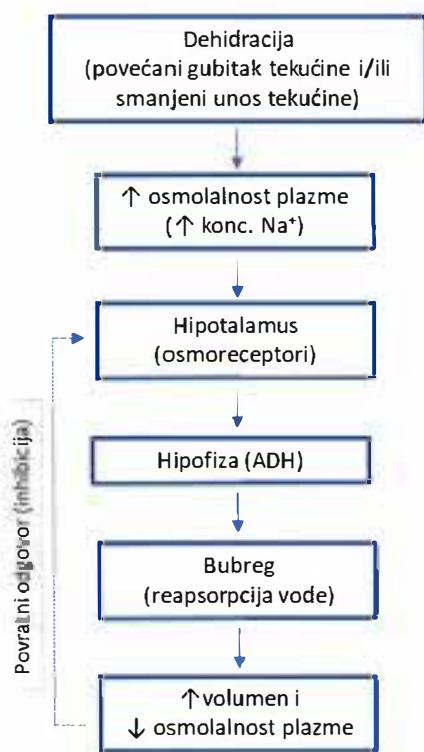 Dehidracija
(povećani gubitak tekućine i/ili
smanjeni unos tekućine)
↑ osmolalnost plazme
(↑ konc. Na⁺)
Hipotalamus
(osmoreceptori)
Hipofiza (ADH)
Bubreg
(reapsorpcija vode)
↑ volumen i
↓ osmolalnost plazme
Povratni odgovor (inhibicija)